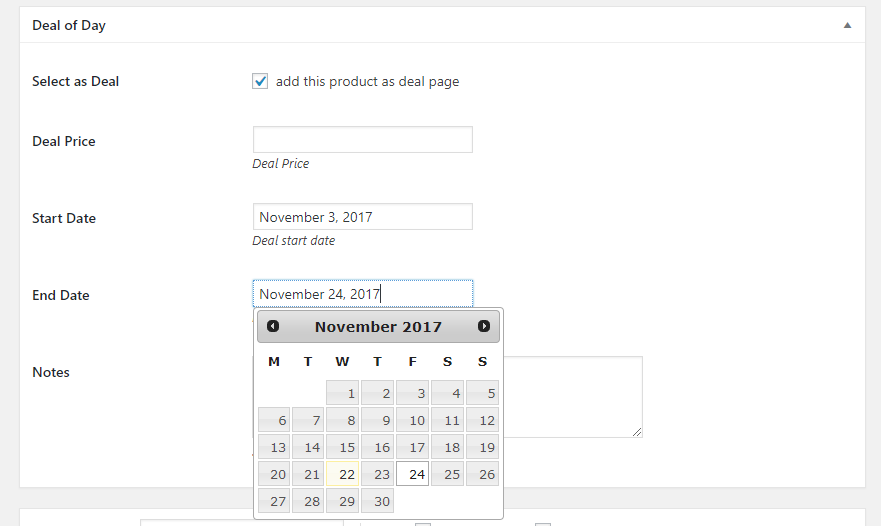 Deal of Day
Select as Deal add this product as deal page
Deal Price
Deal Price
Start Date November 3, 2017
Deal start date
End Date November 24, 2017
November 2017
M T W T F S S
1 2 3 4 5
Notes
6 7 8 9 10 11 12
13 14 15 16 17 18 19
20 21 22 23 24 25 26
27 28 29 30